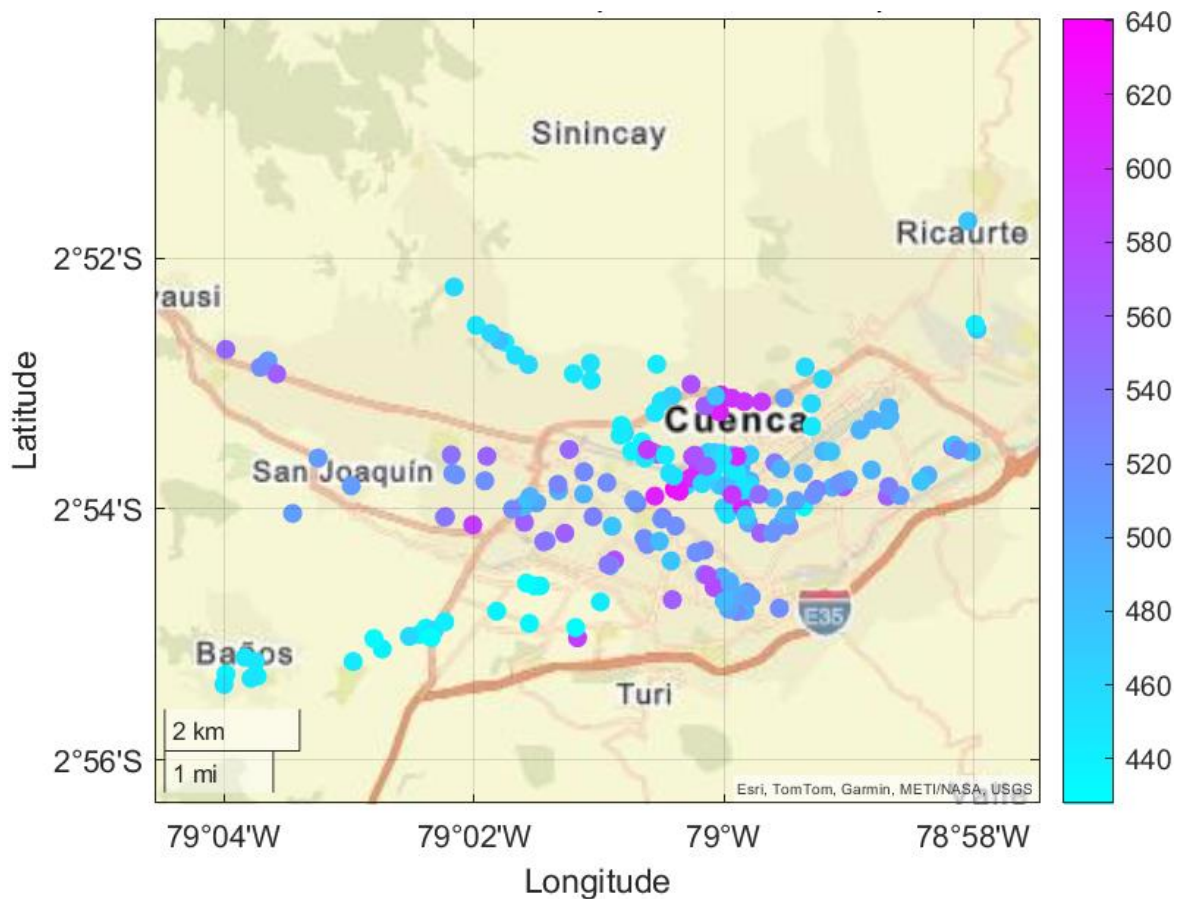 Sinincay
Ricaurte
ausi
Cuenca
San Joaquín
E35
Baños
Turi
2 km
1 mi
Esri, TomTom, Garmin, METI/NASA, USGS
Valle
2°52'S
2°54'S
2°56'S
Latitude
79°04'W
79°02'W
79°W
78°58'W
Longitude
640
620
600
580
560
540
520
500
480
460
440